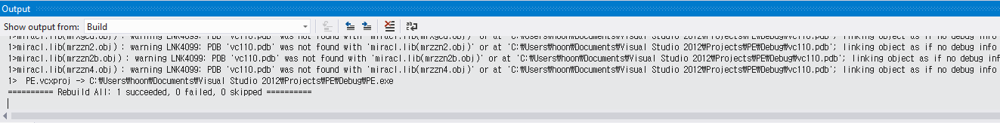 Output
Show output from: Build
1>miracl.lib(mrxgcd.obj) : warning LNK4099: PDB 'vc110.pdb' was not found with 'miracl.lib(mrxgcd.obj)' or at 'C:₩Users₩hoon₩Documents₩Visual Studio 2012₩Projects₩PE₩Debug₩vc110.pdb'; linking object as if no debug info
1>miracl.lib(mrzzn2.obj) : warning LNK4099: PDB 'vc110.pdb' was not found with 'miracl.lib(mrzzn2.obj)' or at 'C:₩Users₩hoon₩Documents₩Visual Studio 2012₩Projects₩PE₩Debug₩vc110.pdb'; linking object as if no debug info
1>miracl.lib(mrzzn2b.obj) : warning LNK4099: PDB 'vc110.pdb' was not found with 'miracl.lib(mrzzn2b.obj)' or at 'C:₩Users₩hoon₩Documents₩Visual Studio 2012₩Projects₩PE₩Debug₩vc110.pdb'; linking object as if no debug inf
1>miracl.lib(mrzzn4.obj) : warning LNK4099: PDB 'vc110.pdb' was not found with 'miracl.lib(mrzzn4.obj)' or at 'C:₩Users₩hoon₩Documents₩Visual Studio 2012₩Projects₩PE₩Debug₩vc110.pdb'; linking object as if no debug info
1> PE.vcxproj -> C:₩Users₩hoon₩Documents₩Visual Studio 2012₩Projects₩PE₩Debug₩PE.exe
========== Rebuild All: 1 succeeded, 0 failed, 0 skipped ==========